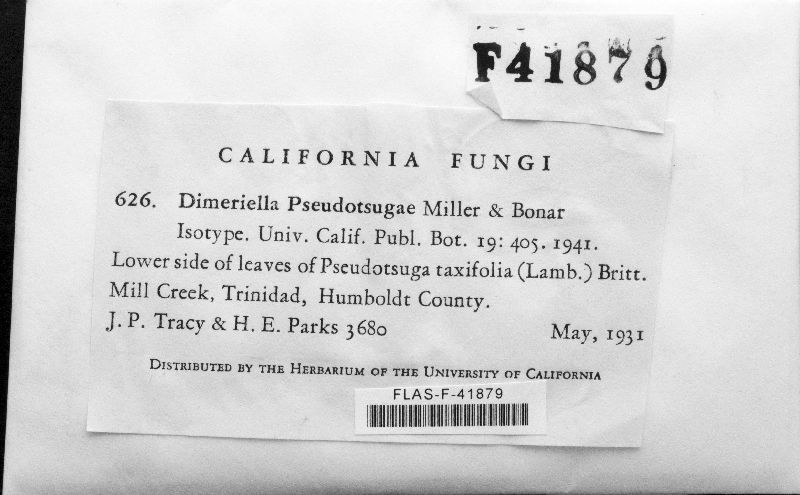 F41879
CALIFORNIA FUNGI
626. Dimeriella Pseudotsugae Miller & Bonar
Isotype. Univ. Calif. Publ. Bot. 19: 405. 1941.
Lower side of leaves of Pseudotsuga taxifolia (Lamb.) Britt.
Mill Creek, Trinidad, Humboldt County.
J. P. Tracy & H. E. Parks 3680 May, 1931
DISTRIBUTED BY THE HERBARIUM OF THE UNIVERSITY OF CALIFORNIA
FLAS-F-41879